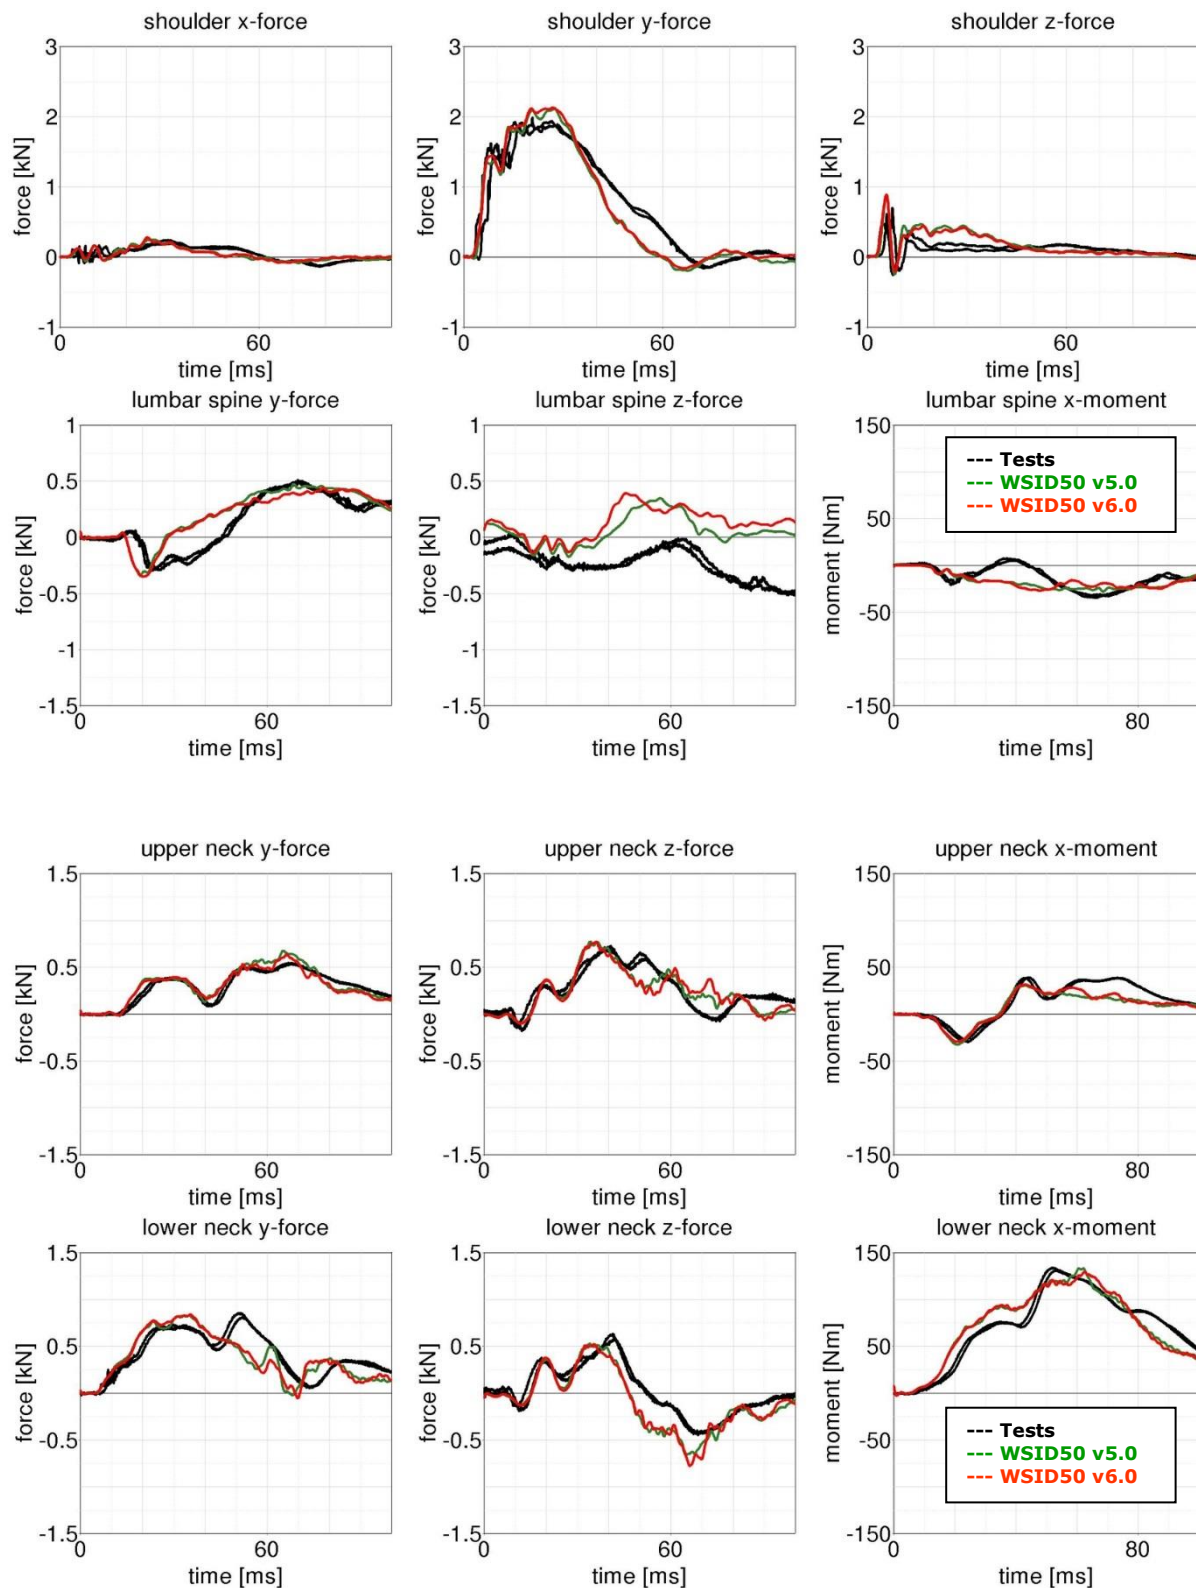 shoulder x-force
shoulder y-force
shoulder z-force
3
2
1
0
-1
force [kN]
0
60
time [ms]
3
2
1
0
-1
force [kN]
0
60
time [ms]
3
2
1
0
-1
force [kN]
0
60
time [ms]
lumbar spine y-force
lumbar spine z-force
lumbar spine x-moment
1
0.5
0
-0.5
-1
-1.5
force [kN]
0
60
time [ms]
1
0.5
0
-0.5
-1
-1.5
force [kN]
0
60
time [ms]
150
50
-50
-150
moment [Nm]
0
80
time [ms]
--- Tests
--- WSID50 v5.0
--- WSID50 v6.0
upper neck y-force
upper neck z-force
upper neck x-moment
1.5
0.5
-0.5
-1.5
force [kN]
0
60
time [ms]
1.5
0.5
-0.5
-1.5
force [kN]
0
60
time [ms]
150
50
-50
-150
moment [Nm]
0
80
time [ms]
lower neck y-force
lower neck z-force
lower neck x-moment
1.5
0.5
-0.5
-1.5
force [kN]
0
60
time [ms]
1.5
0.5
-0.5
-1.5
force [kN]
0
60
time [ms]
150
50
-50
-150
moment [Nm]
0
80
time [ms]
--- Tests
--- WSID50 v5.0
--- WSID50 v6.0